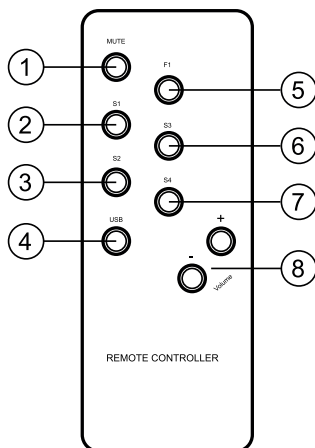 MUTE
F1
1
5
S1
2
S3
6
S2
3
S4
7
USB
4
+
-
8
Volume
REMOTE CONTROLLER